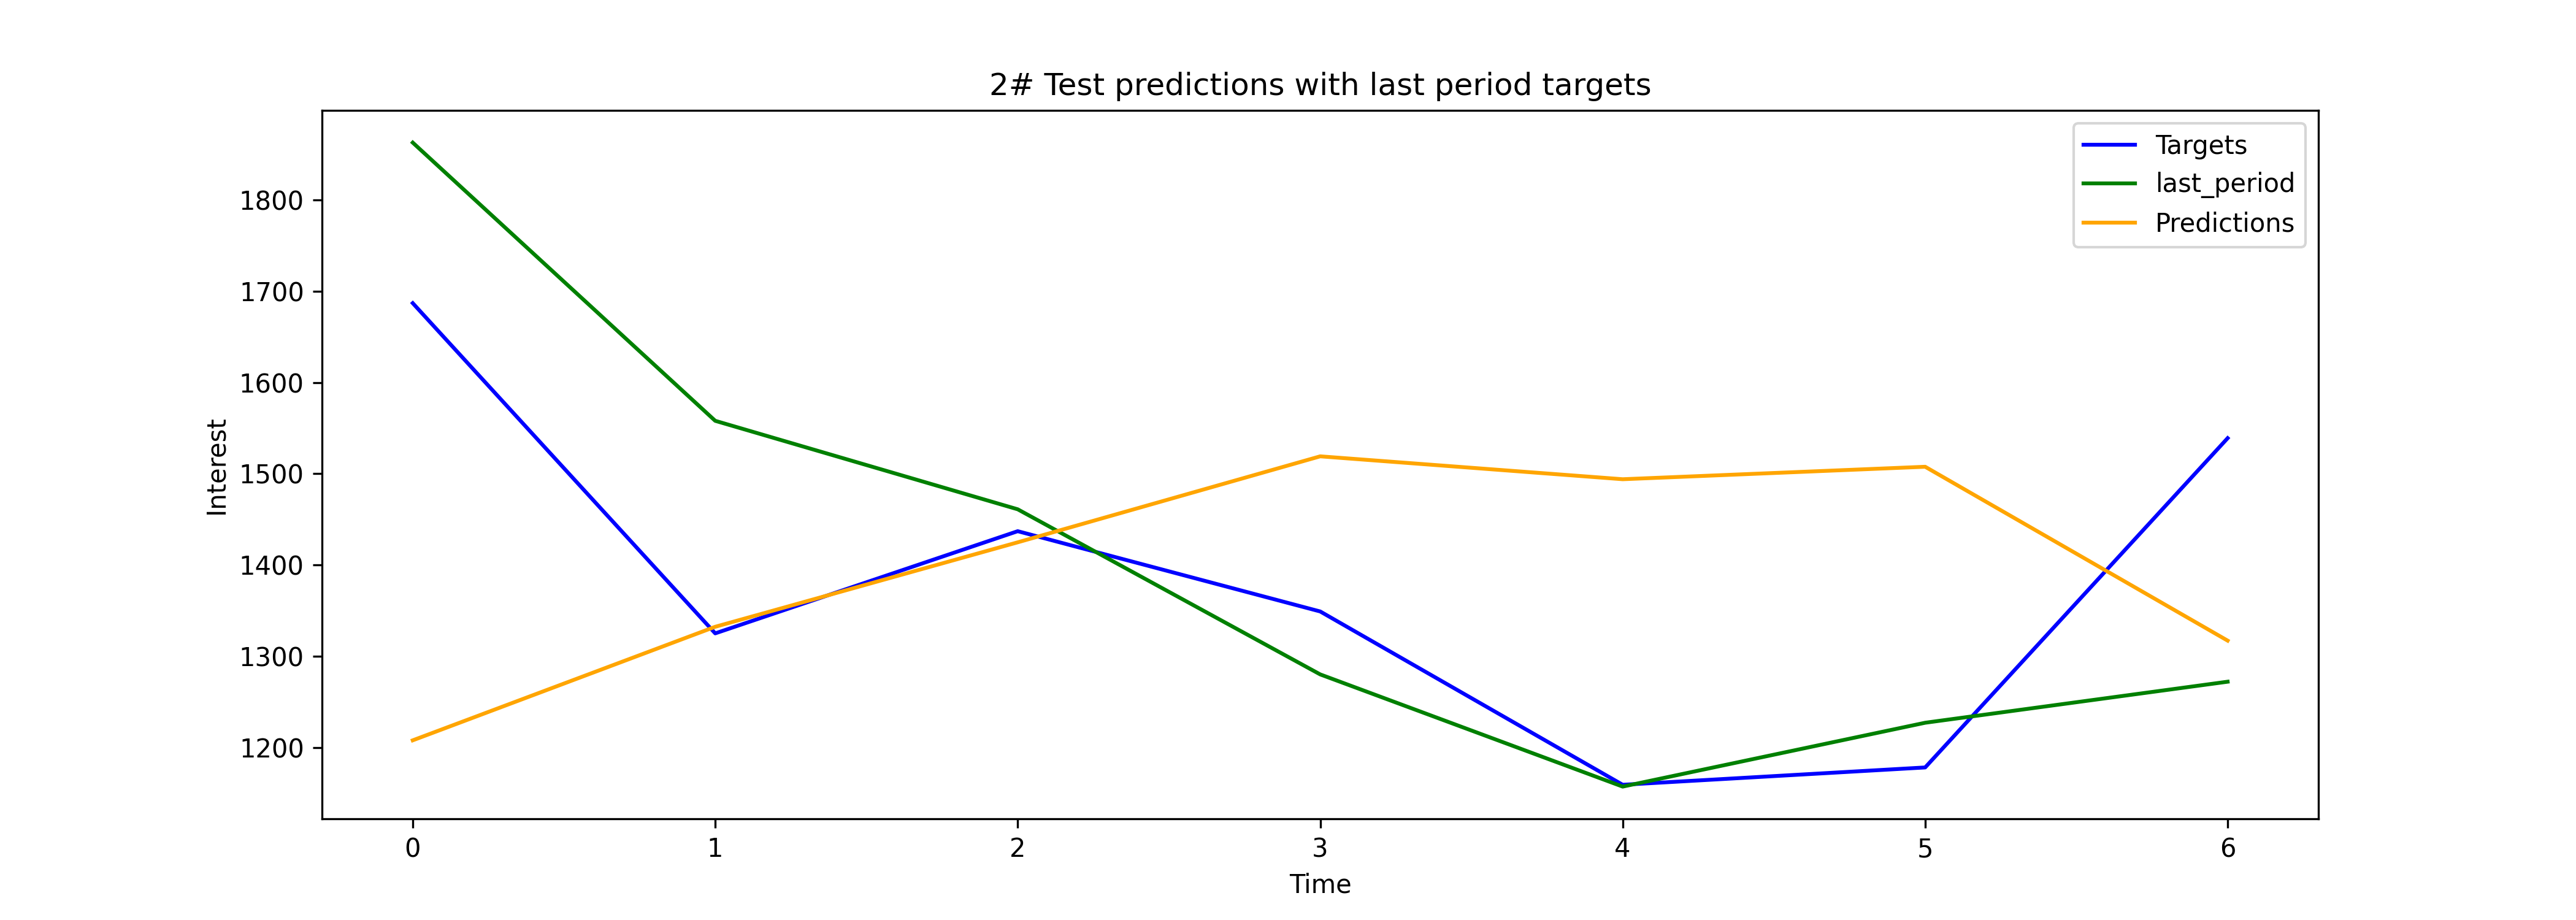 2# Test predictions with last period targets
Targets
last_period
Predictions
Interest
1800
1700
1600
1500
1400
1300
1200
0 1 2 3 4 5 6
Time